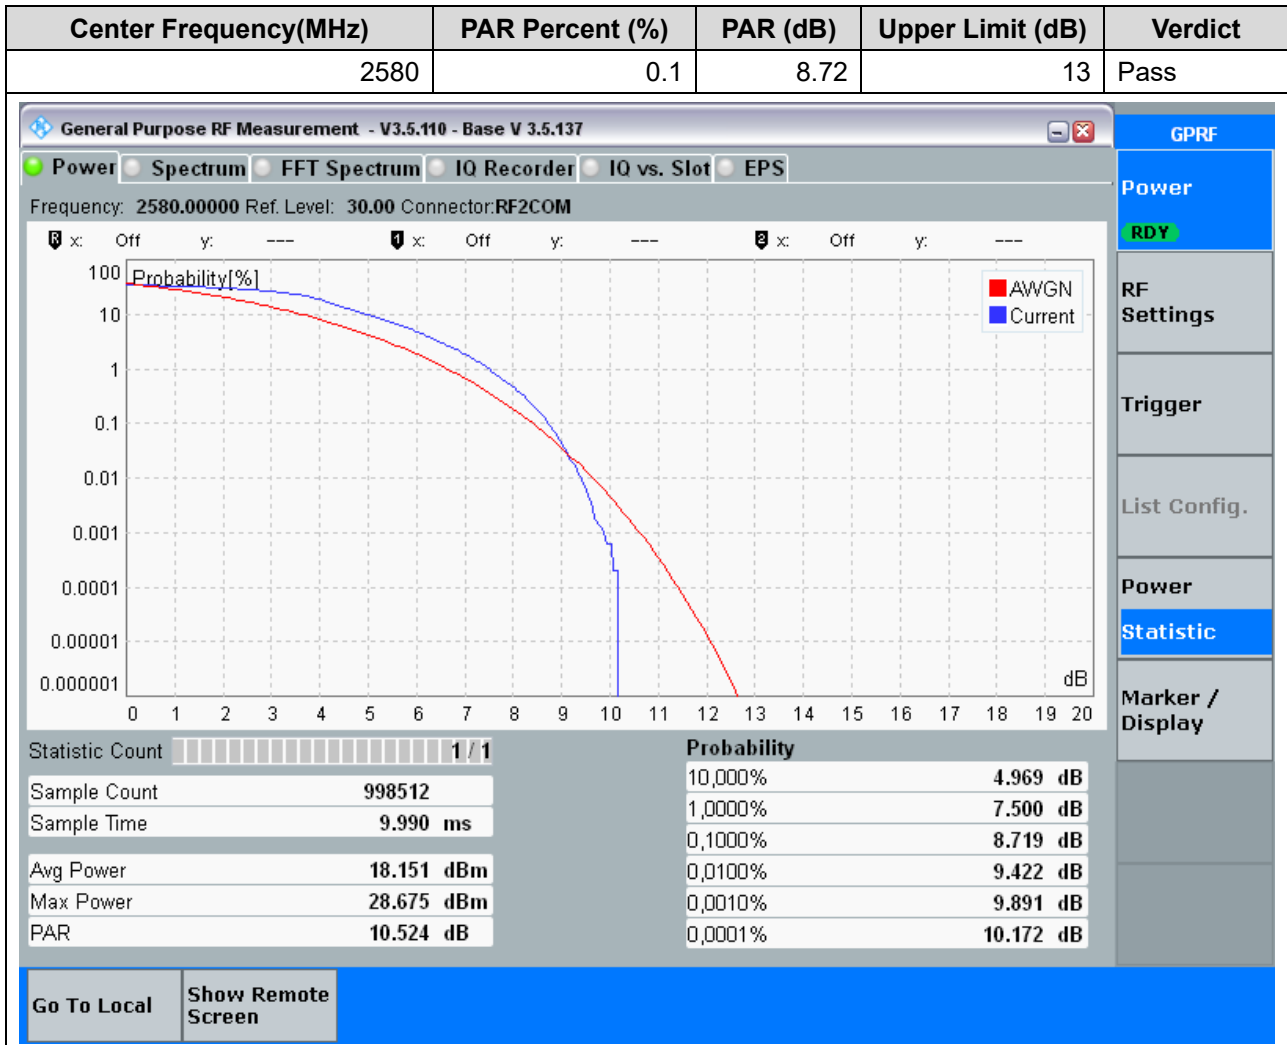 Center Frequency(MHz) PAR Percent (%) PAR (dB) Upper Limit (dB) Verdict
2580 0.1 8.72 13 Pass
General Purpose RF Measurement - V3.5.110 - Base V 3.5.137
GPRF
Power Spectrum FFT Spectrum IQ Recorder IQ vs. Slot EPS
Power
RDY
Frequency: 2580.00000 Ref. Level: 30.00 Connector:RF2COM
R x: Off y: --- 1 x: Off y: --- 2 x: Off y: ---
Probability[%]
AWGN
Current
100
10
1
0.1
0.01
0.001
0.0001
0.00001
0.000001
dB
0 1 2 3 4 5 6 7 8 9 10 11 12 13 14 15 16 17 18 19 20
RF
Settings
Trigger
List Config.
Power
Statistic
Marker /
Display
Statistic Count 1 / 1
Sample Count 998512
Sample Time 9.990 ms
Avg Power 18.151 dBm
Max Power 28.675 dBm
PAR 10.524 dB
Probability
10,000% 4.969 dB
1,0000% 7.500 dB
0,1000% 8.719 dB
0,0100% 9.422 dB
0,0010% 9.891 dB
0,0001% 10.172 dB
Go To Local
Show Remote
Screen